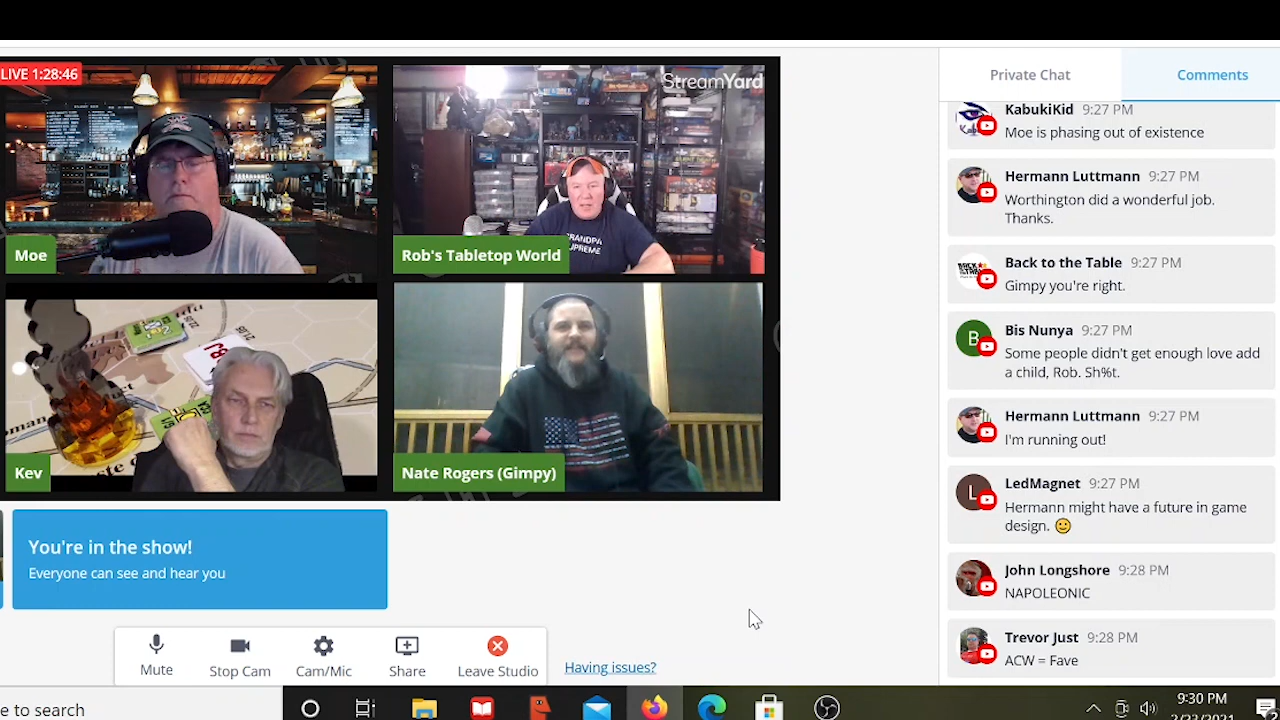 LIVE 1:28:46
StreamYard
Moe
GRANDPA
SUPREME
Rob's Tabletop World
Kev
Nate Rogers (Gimpy)
You're in the show!
Everyone can see and hear you
Mute
Stop Cam
Cam/Mic
Share
Leave Studio
Having issues?
Private Chat
Comments
KabukiKid 9:27 PM
Moe is phasing out of existence
Hermann Luttmann 9:27 PM
Worthington did a wonderful job.
Thanks.
Back to the Table 9:27 PM
Gimpy you're right.
Bis Nunya 9:27 PM
Some people didn't get enough love add
a child, Rob. Sh%t.
Hermann Luttmann 9:27 PM
I'm running out!
LedMagnet 9:27 PM
Hermann might have a future in game
design. 🙂
John Longshore 9:28 PM
NAPOLEONIC
Trevor Just 9:28 PM
ACW = Fave
e to search
9:30 PM